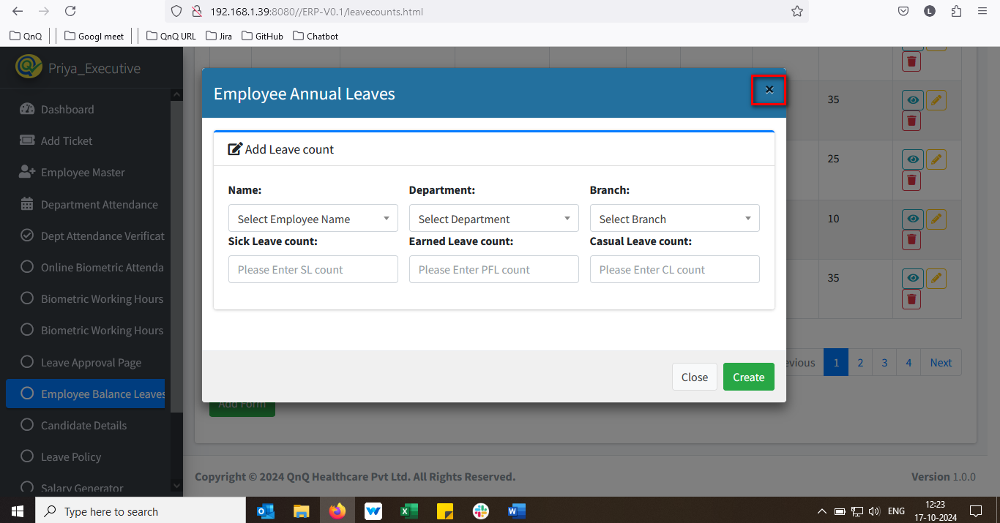 192.168.1.39:8080//ERP-V0.1/leavecounts.html
L
QnQ
Googl meet
QnQ URL
Jira
GitHub
Chatbot
Priya_Executive
Dashboard
Add Ticket
Employee Master
Department Attendance
Dept Attendance Verificat
Online Biometric Attenda
Biometric Working Hours
Biometric Working Hours
Leave Approval Page
Employee Balance Leaves
Candidate Details
Leave Policy
Salary Generator
Employee Annual Leaves
×
Add Leave count
Name: Department: Branch:
Select Employee Name Select Department Select Branch
Sick Leave count: Earned Leave count: Casual Leave count:
Please Enter SL count Please Enter PFL count Please Enter CL count
Close Create
35
25
10
35
evious 1 2 3 4 Next
Add Form
Copyright © 2024 QnQ Healthcare Pvt Ltd. All Rights Reserved.
Version 1.0.0
Type here to search
ENG
12:23
17-10-2024